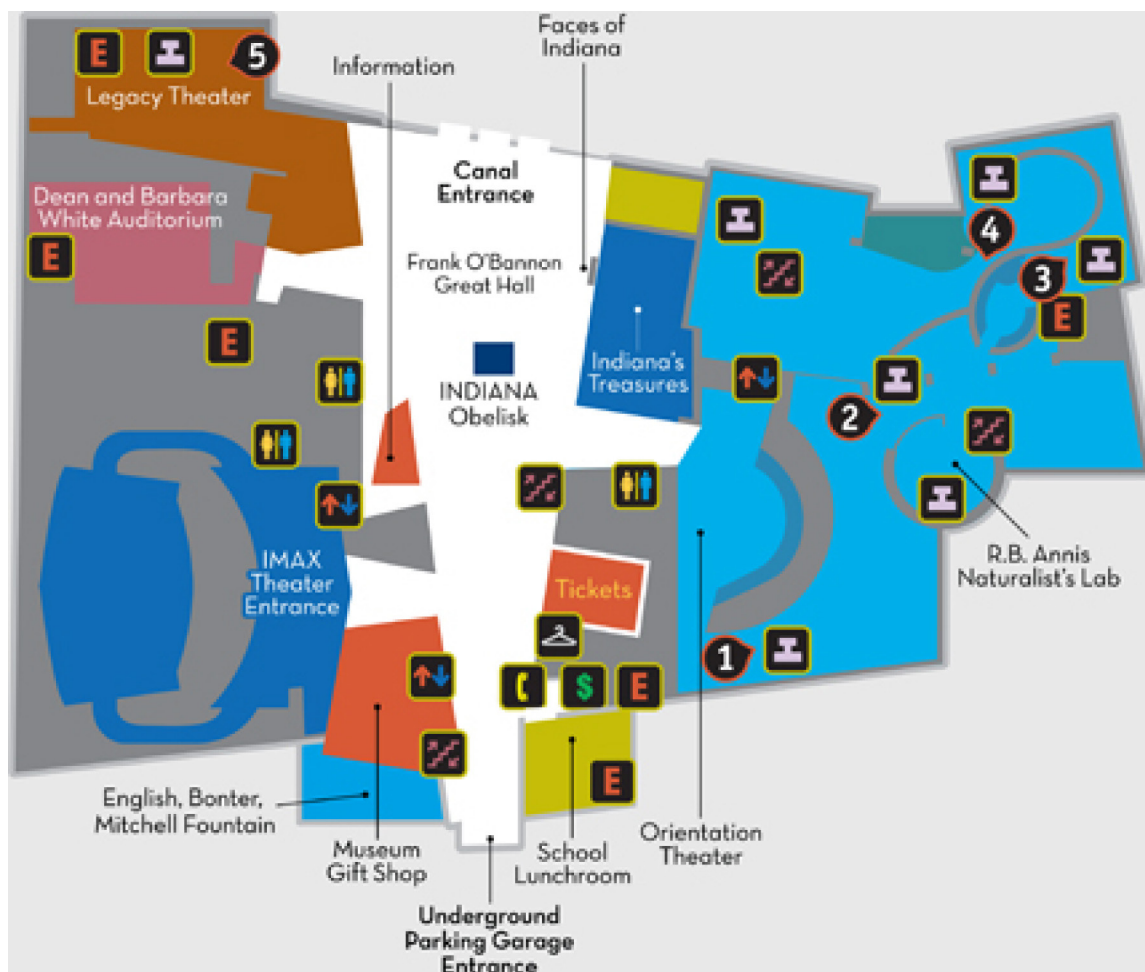 Faces of
Indiana
E
5
Information
Legacy Theater
Canal
Entrance
Dean and Barbara
White Auditorium
4
E
Frank O'Bannon
Great Hall
3
E
E
Indiana's
Treasures
INDIANA
Obelisk
2
IMAX
Theater
Entrance
R.B. Annis
Naturalist's Lab
Tickets
1
$
E
E
English, Bonter,
Mitchell Fountain
Museum
Gift Shop
School
Lunchroom
Orientation
Theater
Underground
Parking Garage
Entrance